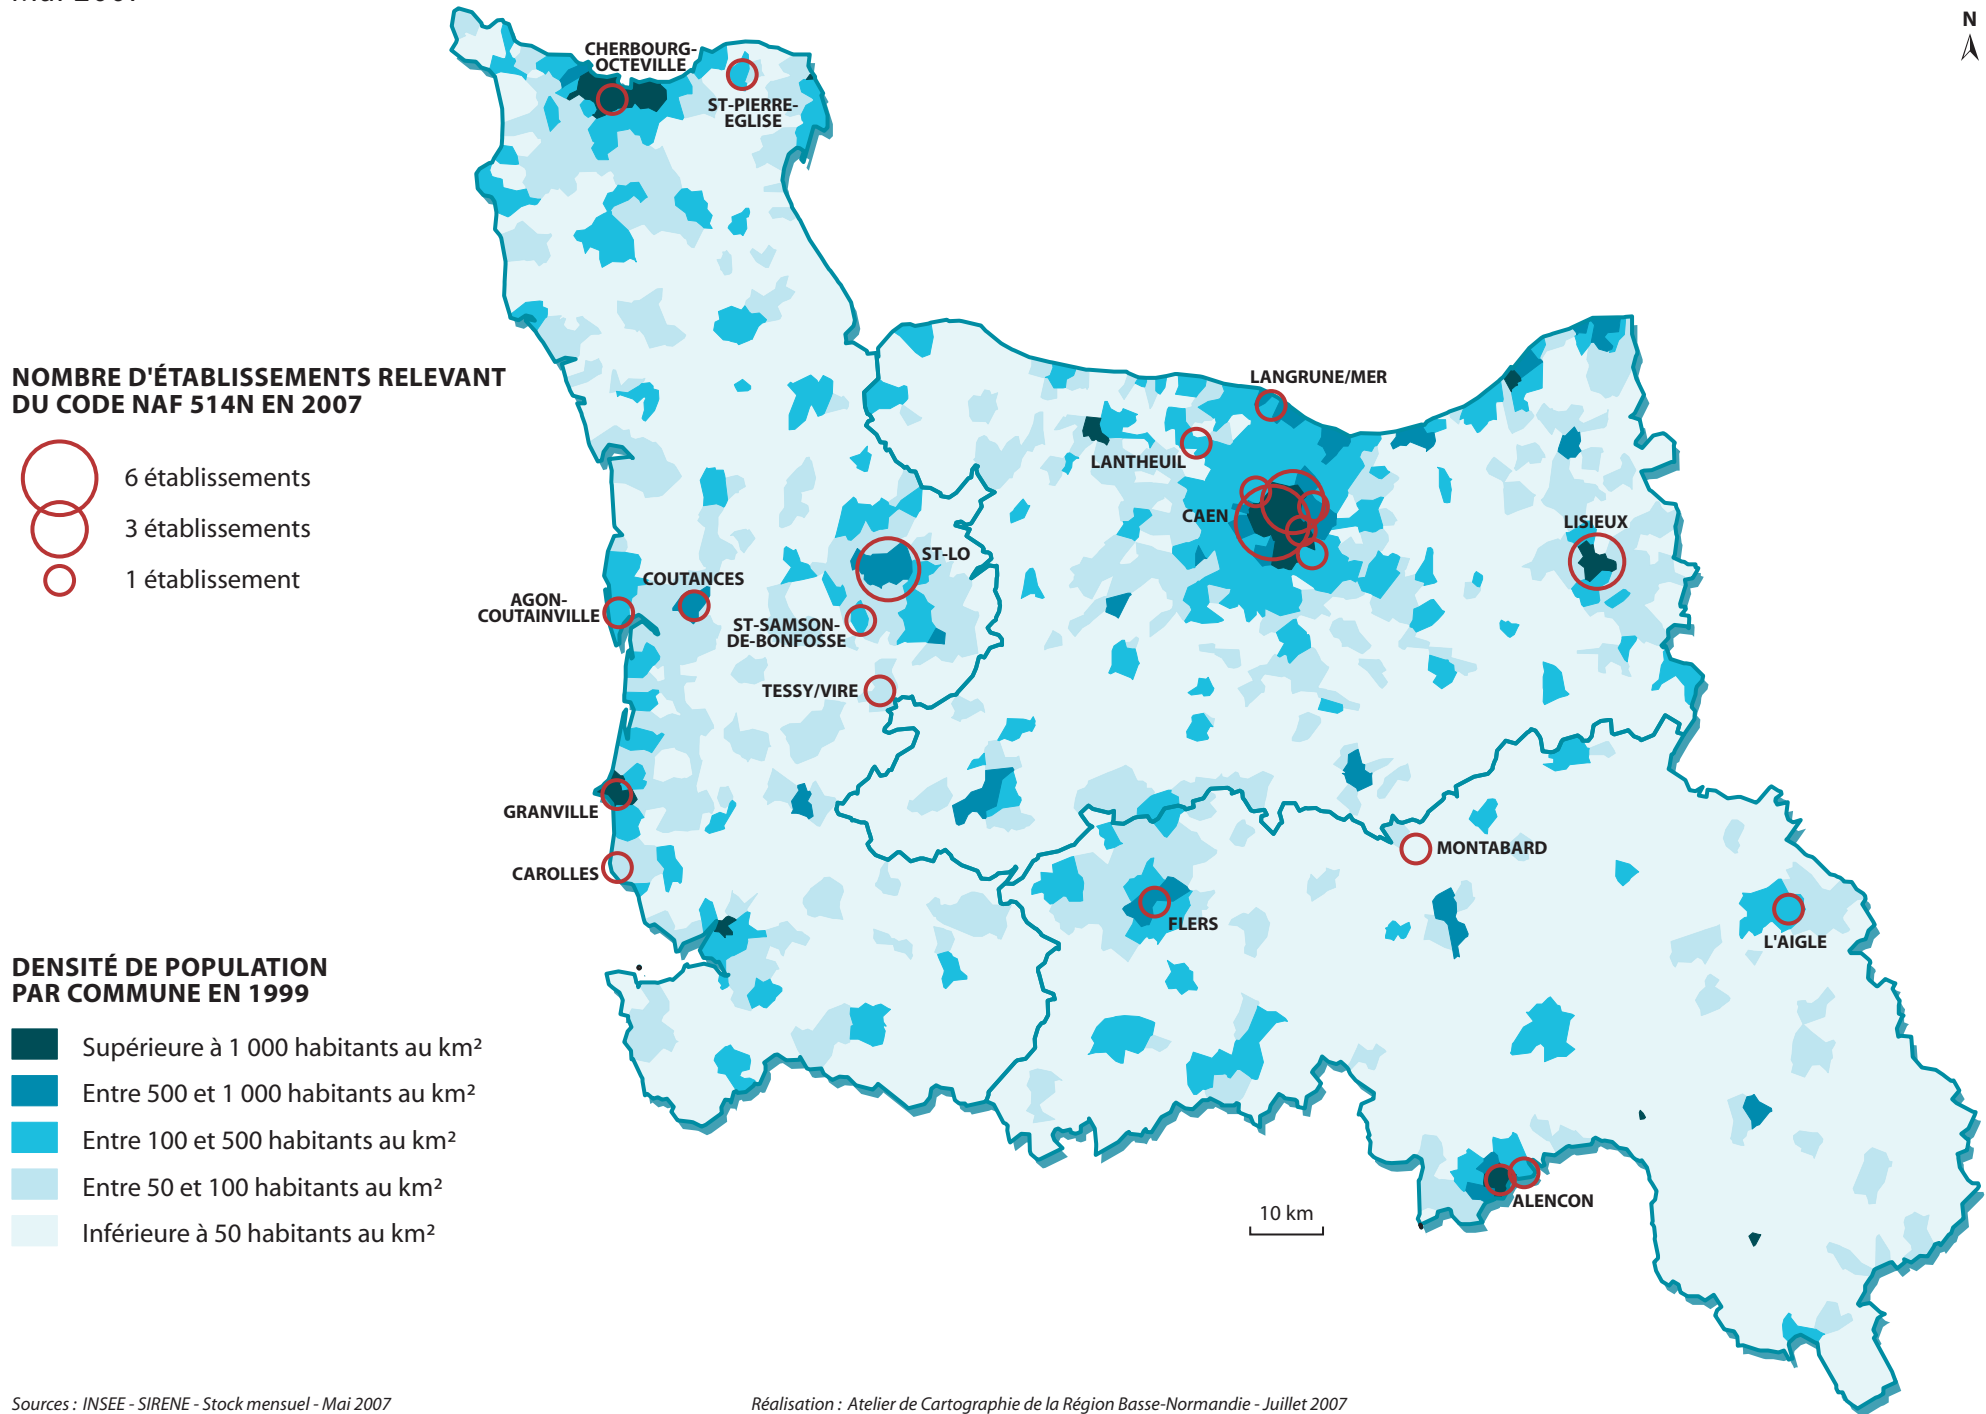 N
CHERBOURG-
OCTEVILLE
ST-PIERRE-
EGLISE
NOMBRE D'ÉTABLISSEMENTS RELEVANT
DU CODE NAF 514N EN 2007
6 établissements
3 établissements
1 établissement
LANGRUNE/MER
LANTHEUIL
CAEN
LISIEUX
ST-LO
COUTANCES
AGON-
COUTAINVILLE
ST-SAMSON-
DE-BONFOSSE
TESSY/VIRE
GRANVILLE
CAROLLES
MONTABARD
FLERS
L'AIGLE
ALENCON
DENSITÉ DE POPULATION
PAR COMMUNE EN 1999
Supérieure à 1 000 habitants au km²
Entre 500 et 1 000 habitants au km²
Entre 100 et 500 habitants au km²
Entre 50 et 100 habitants au km²
Inférieure à 50 habitants au km²
10 km
Sources : INSEE - SIRENE - Stock mensuel - Mai 2007
Réalisation : Atelier de Cartographie de la Région Basse-Normandie - Juillet 2007